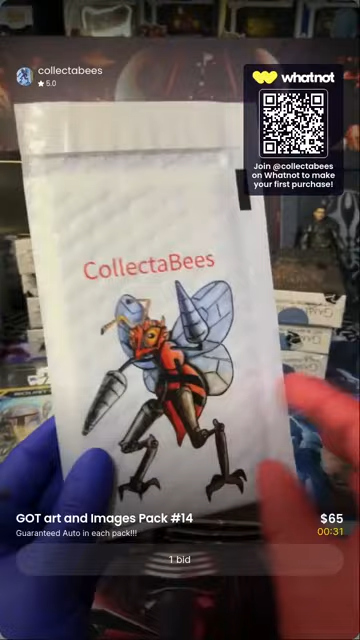 collectabees
5.0
whatnot
Join @collectabees
on Whatnot to make
your first purchase!
CollectaBees
GOT art and Images Pack #14
$65
Guaranteed Auto in each pack!!!
00:31
1 bid